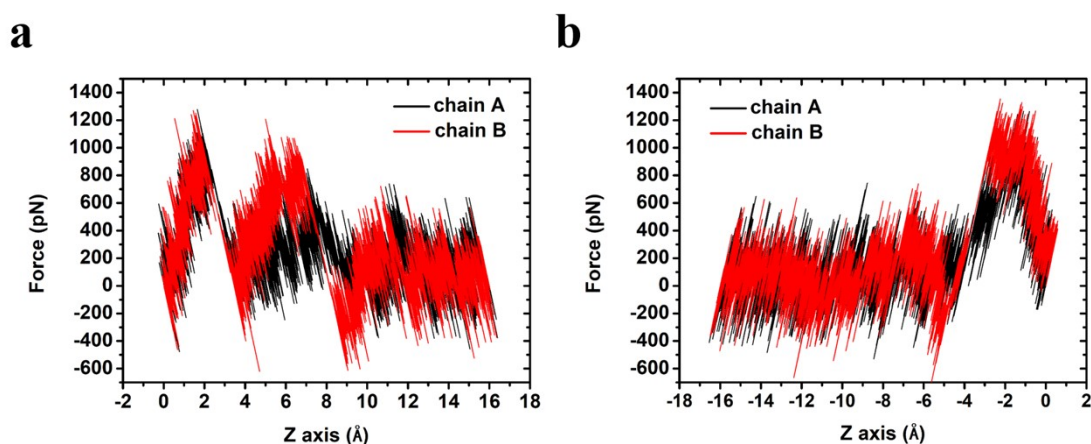 a
b
1400
1200
1000
800
600
400
200
0
-200
-400
-600
Force (pN)
chain A
chain B
-2 0 2 4 6 8 10 12 14 16 18
Z axis (Å)
1400
1200
1000
800
600
400
200
0
-200
-400
-600
Force (pN)
chain A
chain B
-18 -16 -14 -12 -10 -8 -6 -4 -2 0 2
Z axis (Å)